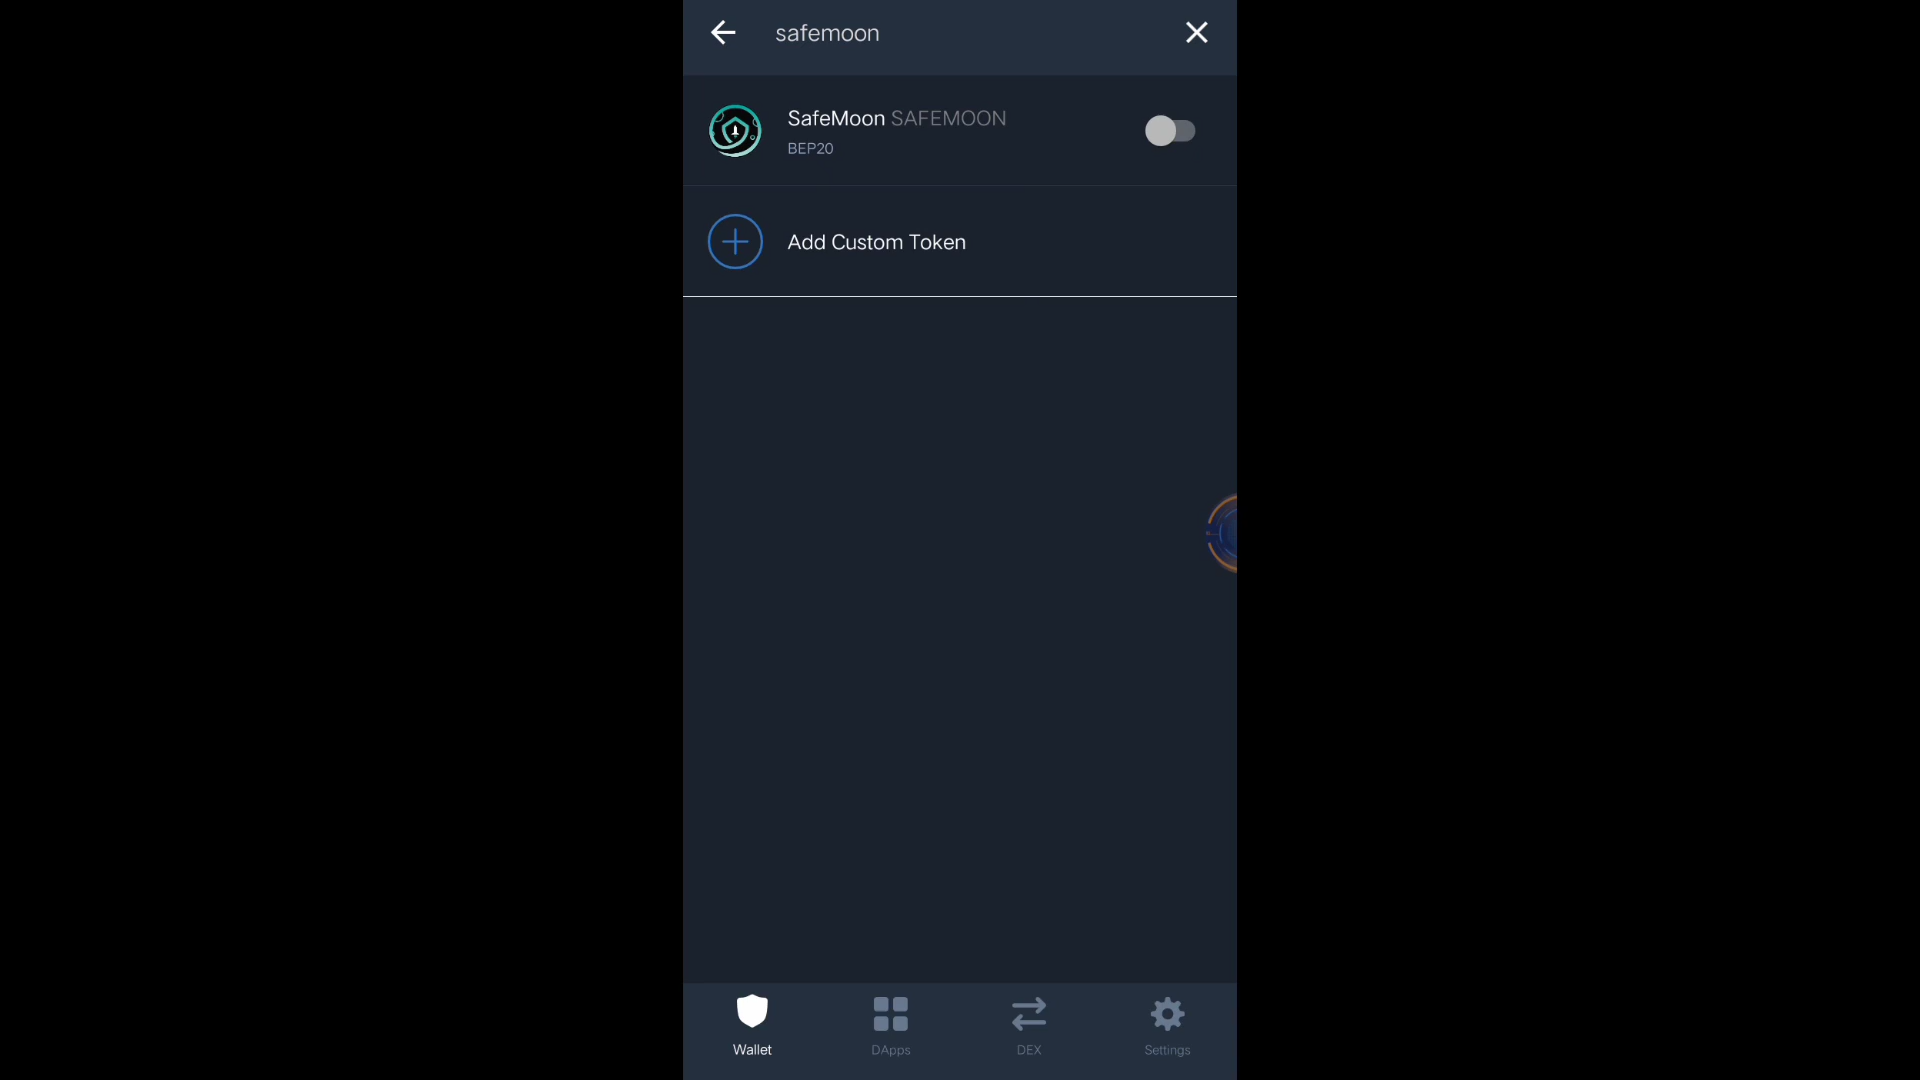 safemoon
SafeMoon SAFEMOON
BEP20
Add Custom Token
Wallet DApps DEX Settings